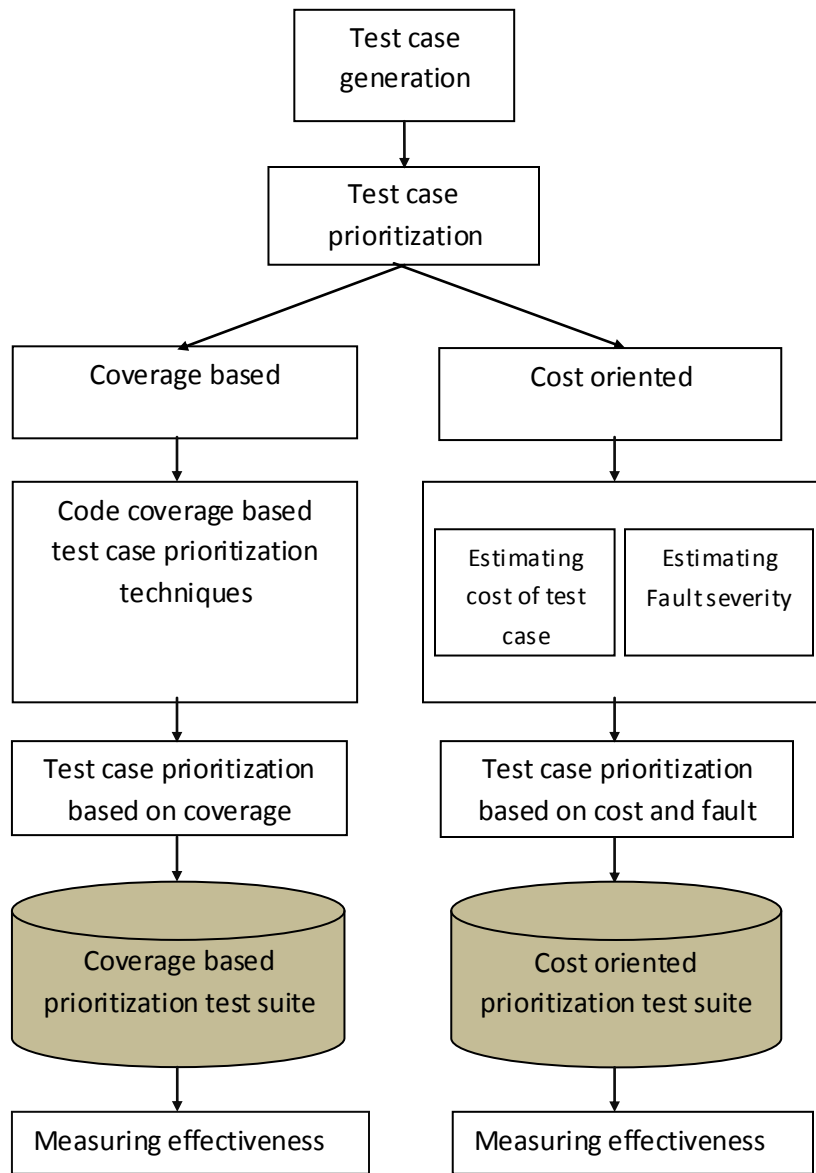 Test case
generation
Test case
prioritization
Coverage based
Cost oriented
Code coverage based
test case prioritization
techniques
Estimating
cost of test
case
Estimating
Fault severity
Test case prioritization
based on coverage
Test case prioritization
based on cost and fault
Coverage based
prioritization test suite
Cost oriented
prioritization test suite
Measuring effectiveness
Measuring effectiveness